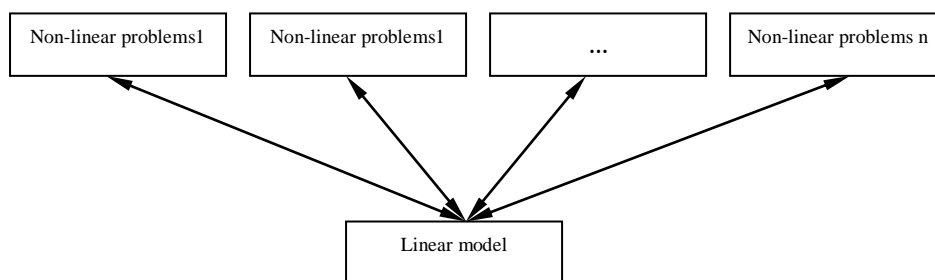 Non-linear problems1
Non-linear problems1
...
Non-linear problems n
Linear model